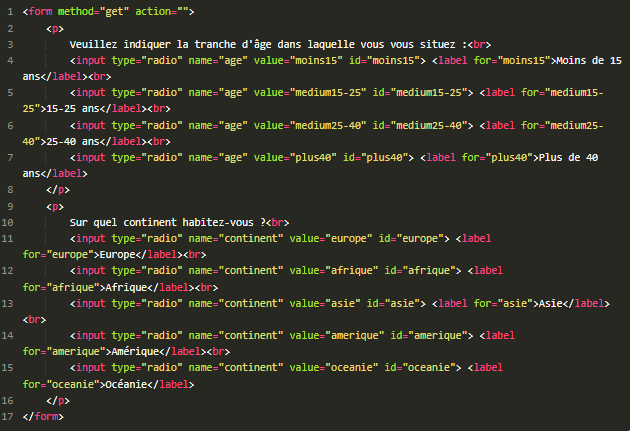 1 <form method="get" action="">
2 <p>
3 Veuillez indiquer la tranche d'âge dans laquelle vous vous situez :<br>
4 <input type="radio" name="age" value="moins15" id="moins15"> <label for="moins15">Moins de 15
ans</label><br>
5 <input type="radio" name="age" value="medium15-25" id="medium15-25"> <label for="medium15-
25">15-25 ans</label><br>
6 <input type="radio" name="age" value="medium25-40" id="medium25-40"> <label for="medium25-
40">25-40 ans</label><br>
7 <input type="radio" name="age" value="plus40" id="plus40"> <label for="plus40">Plus de 40
ans</label>
8 </p>
9 <p>
10 Sur quel continent habitez-vous ?<br>
11 <input type="radio" name="continent" value="europe" id="europe"> <label
for="europe">Europe</label><br>
12 <input type="radio" name="continent" value="afrique" id="afrique"> <label
for="afrique">Afrique</label><br>
13 <input type="radio" name="continent" value="asie" id="asie"> <label for="asie">Asie</label>
<br>
14 <input type="radio" name="continent" value="amerique" id="amerique"> <label
for="amerique">Amérique</label><br>
15 <input type="radio" name="continent" value="oceanie" id="oceanie"> <label
for="oceanie">Océanie</label>
16 </p>
17 </form>